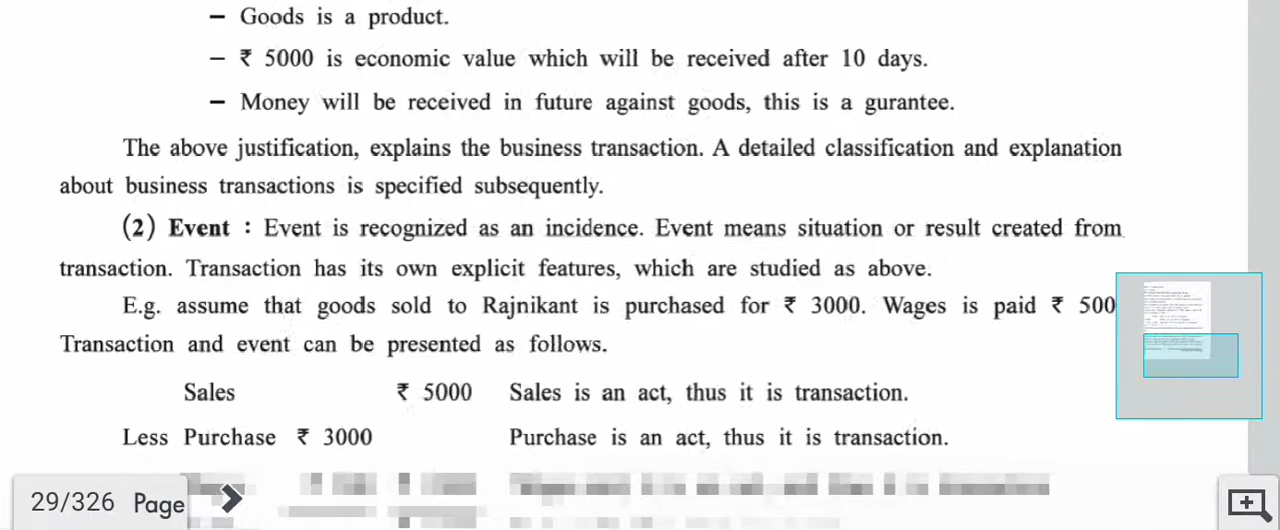 – Goods is a product.
– ₹ 5000 is economic value which will be received after 10 days.
– Money will be received in future against goods, this is a gurantee.
The above justification, explains the business transaction. A detailed classification and explanation
about business transactions is specified subsequently.
(2) Event : Event is recognized as an incidence. Event means situation or result created from
transaction. Transaction has its own explicit features, which are studied as above.
E.g. assume that goods sold to Rajnikant is purchased for ₹ 3000. Wages is paid ₹ 500
Transaction and event can be presented as follows.
Sales ₹ 5000 Sales is an act, thus it is transaction.
Less Purchase ₹ 3000 Purchase is an act, thus it is transaction.
29/326 Page